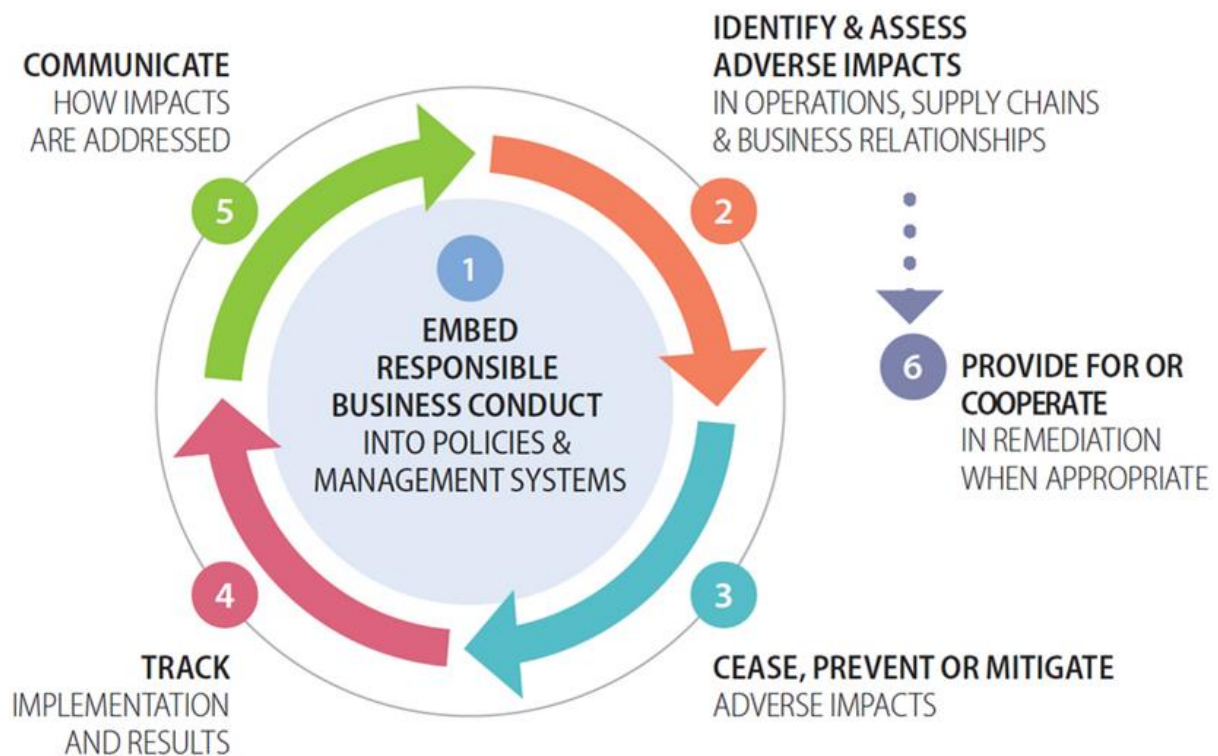 1
EMBED
RESPONSIBLE
BUSINESS CONDUCT
INTO POLICIES &
MANAGEMENT SYSTEMS
IDENTIFY & ASSESS
ADVERSE IMPACTS
IN OPERATIONS, SUPPLY CHAINS
& BUSINESS RELATIONSHIPS
2
3
CEASE, PREVENT OR MITIGATE
ADVERSE IMPACTS
4
TRACK
IMPLEMENTATION
AND RESULTS
COMMUNICATE
HOW IMPACTS
ARE ADDRESSED
5
6
PROVIDE FOR OR
COOPERATE
IN REMEDIATION
WHEN APPROPRIATE